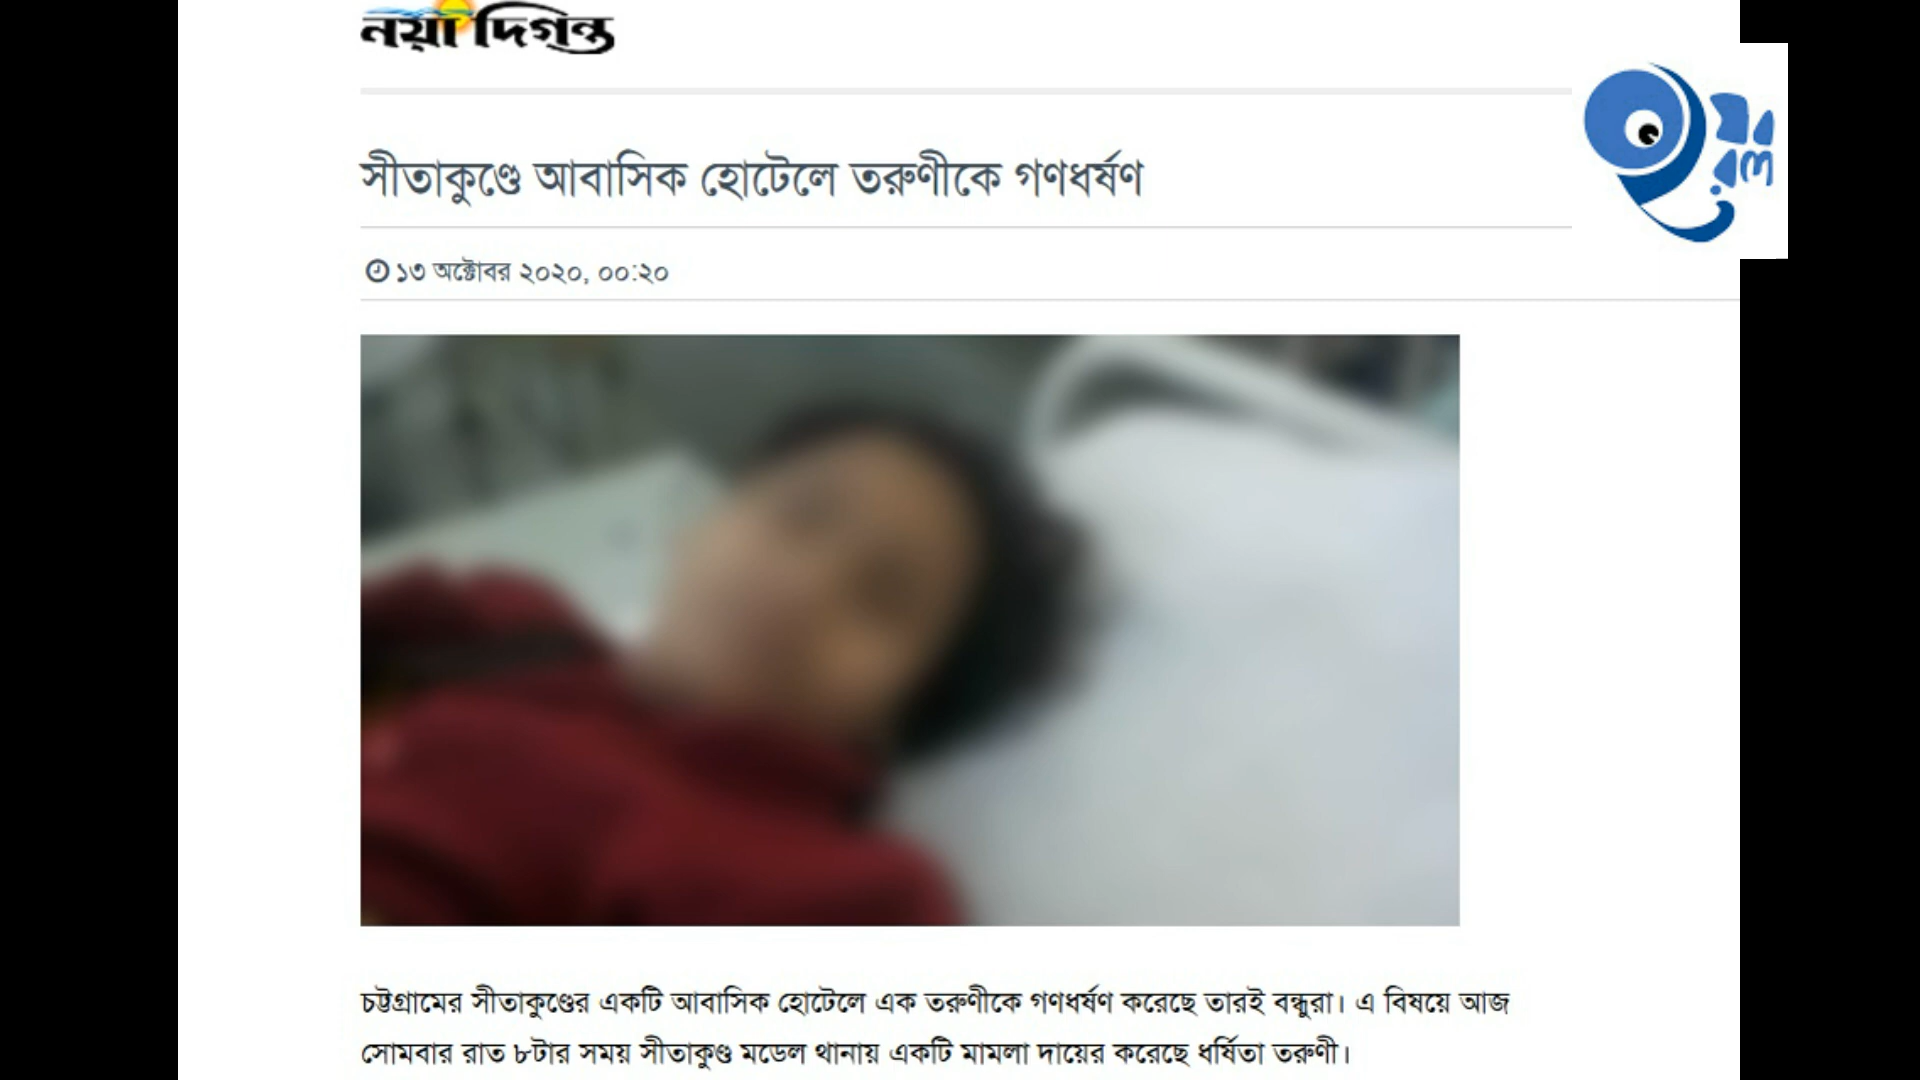 নয়া দিগন্ত
হযবরল
সীতাকুণ্ডে আবাসিক হোটেলে তরুণীকে গণধর্ষণ
১৩ অক্টোবর ২০২০, ০০:২০
চট্টগ্রামের সীতাকুণ্ডের একটি আবাসিক হোটেলে এক তরুণীকে গণধর্ষণ করেছে তারই বন্ধুরা। এ বিষয়ে আজ
সোমবার রাত ৮টার সময় সীতাকুণ্ড মডেল থানায় একটি মামলা দায়ের করেছে ধর্ষিতা তরুণী।